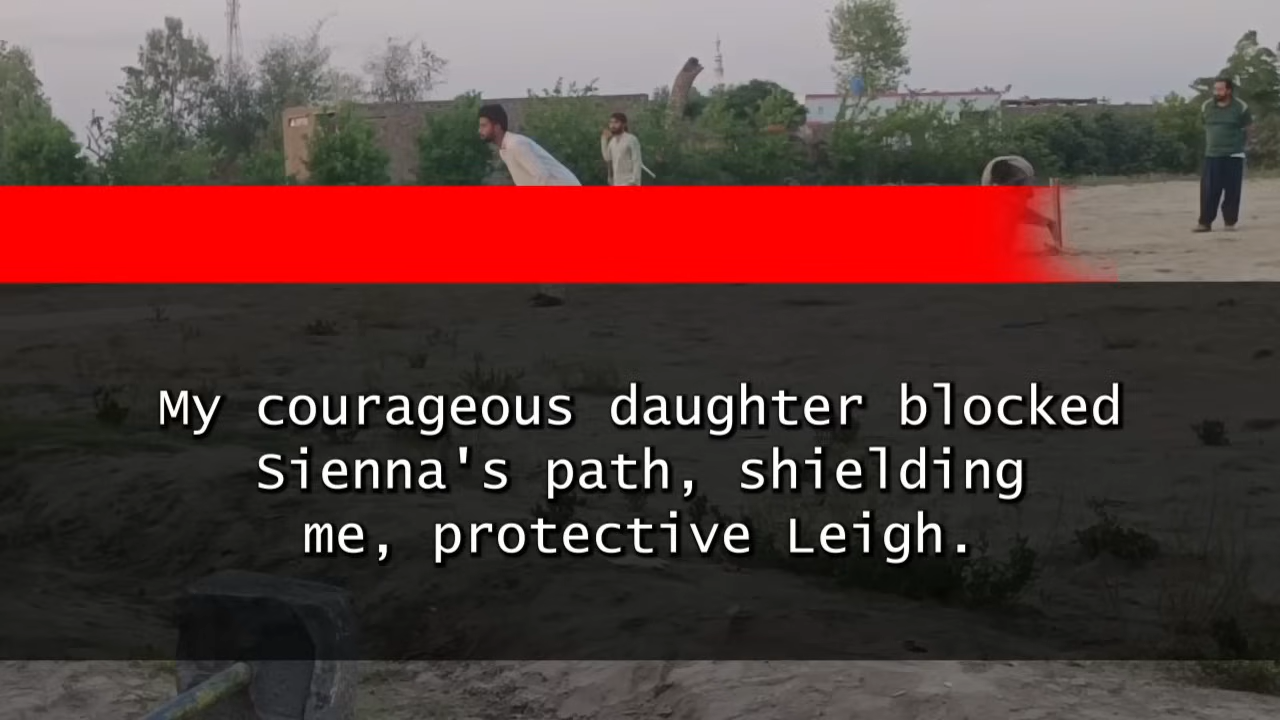 My courageous daughter blocked
Sienna's path, shielding
me, protective Leigh.